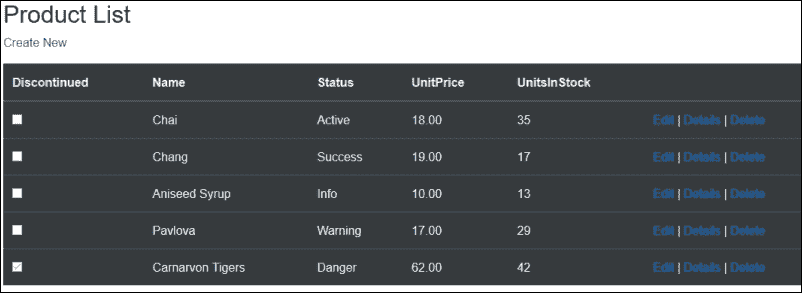 Product List
Create New
Discontinued Name Status UnitPrice UnitsInStock
Chai Active 18.00 35 Edit | Details | Delete
Chang Success 19.00 17 Edit | Details | Delete
Aniseed Syrup Info 10.00 13 Edit | Details | Delete
Pavlova Warning 17.00 29 Edit | Details | Delete
Carnarvon Tigers Danger 62.00 42 Edit | Details | Delete